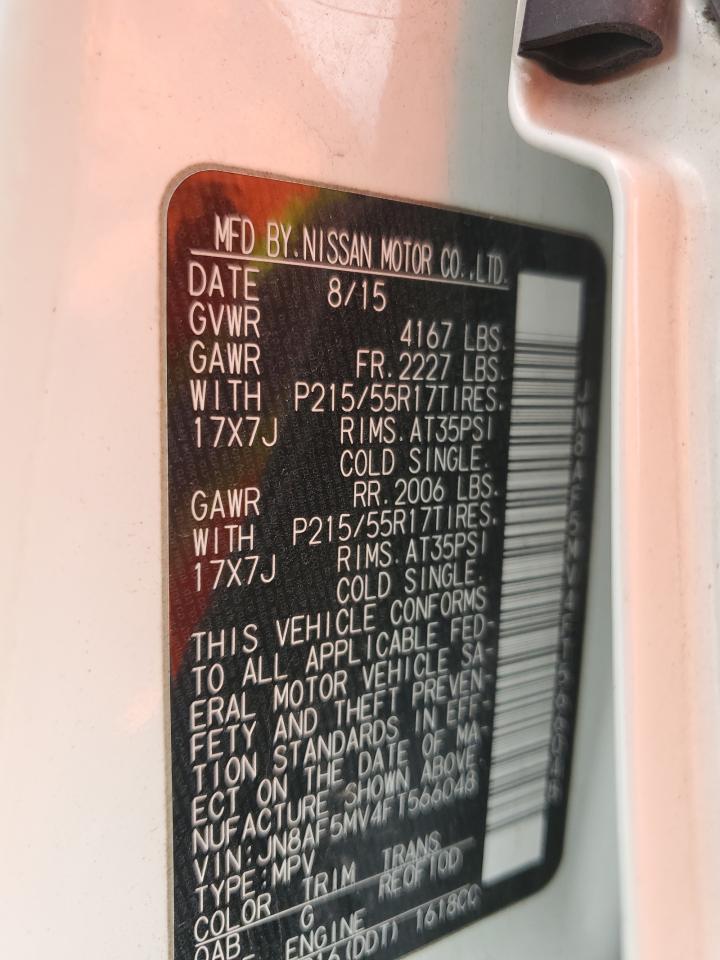 MFD BY. NISSAN MOTOR CO., LTD.
DATE 8/15
GVWR 4167 LBS.
GAWR FR. 2227 LBS.
WITH P215/55R17TIRES.
17X7J RIMS. AT35PSI
COLD SINGLE.
GAWR RR. 2006 LBS.
WITH P215/55R17TIRES.
17X7J RIMS. AT35PSI
COLD SINGLE.
THIS VEHICLE CONFORMS
TO ALL APPLICABLE FED-
ERAL MOTOR VEHICLE SA-
FETY AND THEFT PREVEN-
TION STANDARDS IN EFF-
ECT ON THE DATE OF MA-
NUFACTURE SHOWN ABOVE
VIN:JN8AF5MV4FT566048
TYPE:MPV
COLOR TRIM TRANS
QAB G RE0F10D
ENGINE
16(DDT) 1618CC
JN8AF5MV4FT566048